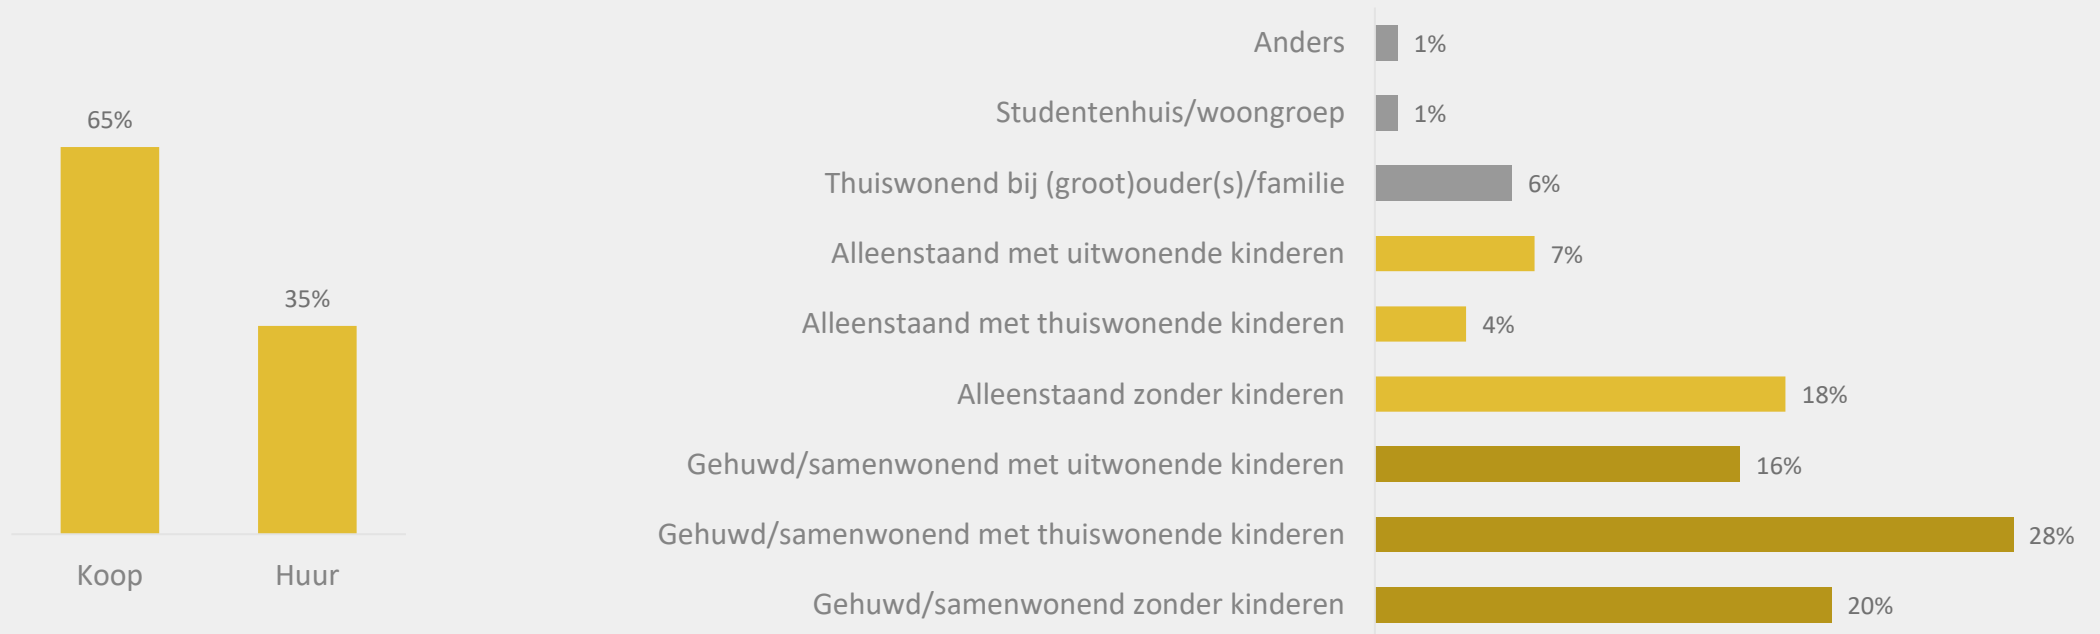 65%
35%
Koop
Huur
Anders 1%
Studentenhuis/woongroep 1%
Thuiswonend bij (groot)ouder(s)/familie 6%
Alleenstaand met uitwonende kinderen 7%
Alleenstaand met thuiswonende kinderen 4%
Alleenstaand zonder kinderen 18%
Gehuwd/samenwonend met uitwonende kinderen 16%
Gehuwd/samenwonend met thuiswonende kinderen 28%
Gehuwd/samenwonend zonder kinderen 20%